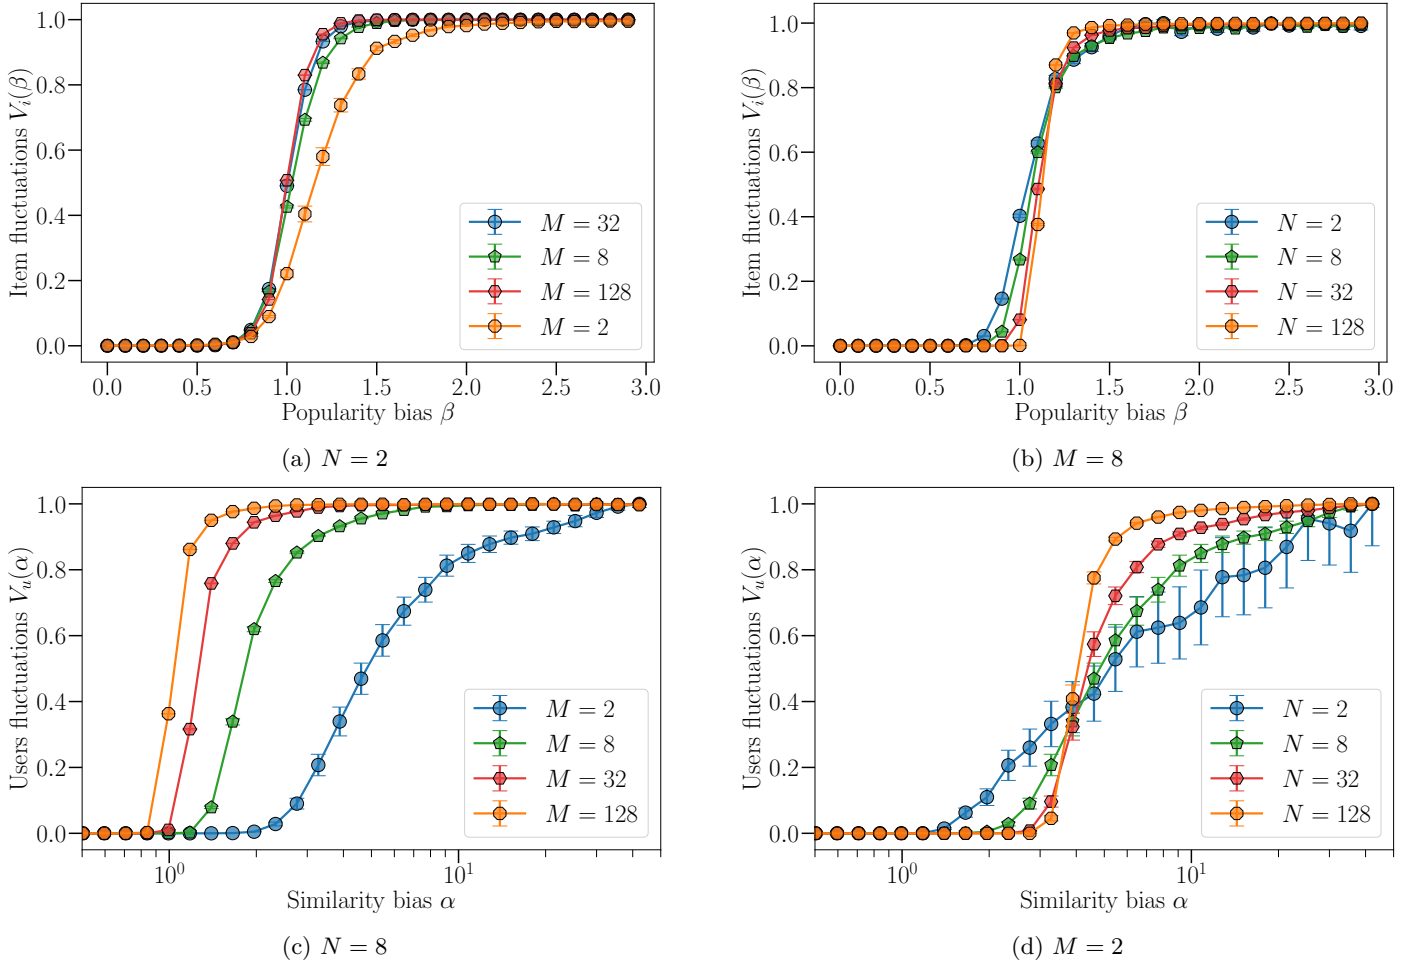 Item fluctuations V_i(β)
1.0
0.8
0.6
0.4
0.2
0.0
M = 32
M = 8
M = 128
M = 2
0.0 0.5 1.0 1.5 2.0 2.5 3.0
Popularity bias β
(a) N = 2
Item fluctuations V_i(β)
1.0
0.8
0.6
0.4
0.2
0.0
N = 2
N = 8
N = 32
N = 128
0.0 0.5 1.0 1.5 2.0 2.5 3.0
Popularity bias β
(b) M = 8
Users fluctuations V_u(α)
1.0
0.8
0.6
0.4
0.2
0.0
M = 2
M = 8
M = 32
M = 128
10^0 10^1
Similarity bias α
(c) N = 8
Users fluctuations V_u(α)
1.0
0.8
0.6
0.4
0.2
0.0
N = 2
N = 8
N = 32
N = 128
10^0 10^1
Similarity bias α
(d) M = 2